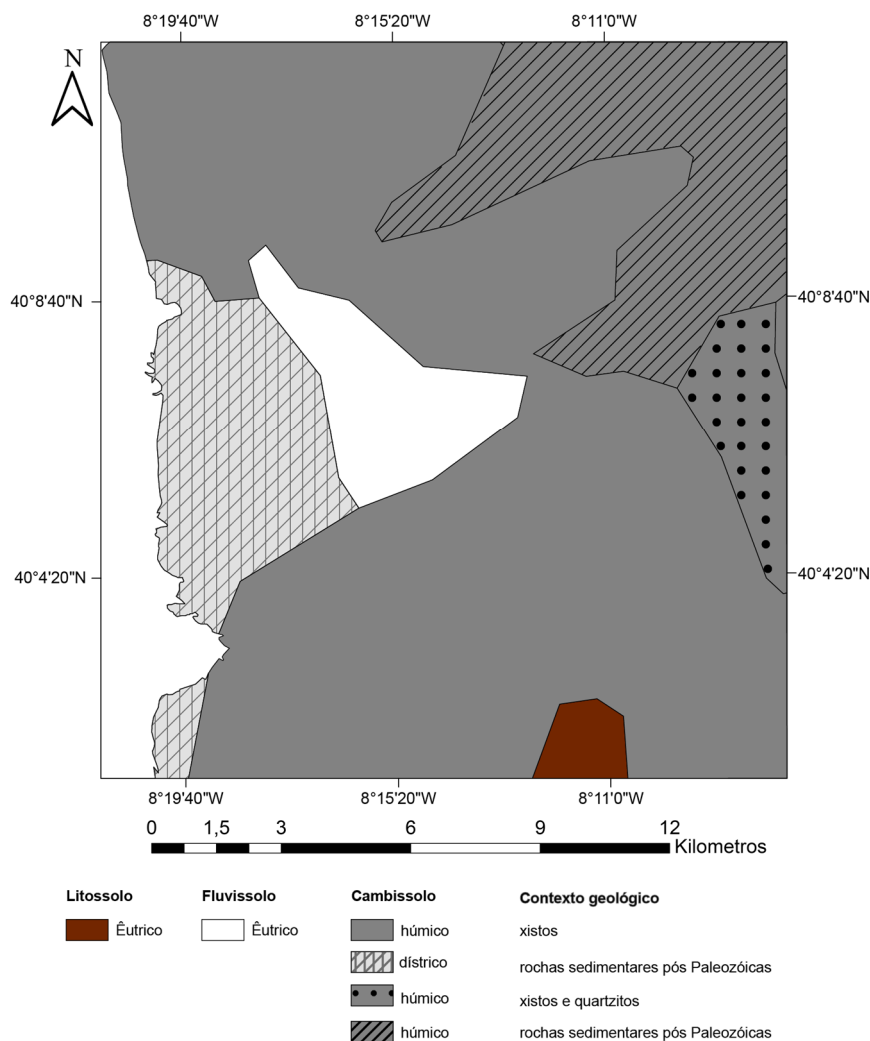 8°19'40"W 8°15'20"W 8°11'0"W
N
40°8'40"N 40°8'40"N
40°4'20"N 40°4'20"N
8°19'40"W 8°15'20"W 8°11'0"W
0 1,5 3 6 9 12
Kilometros
Litossolo Fluvissolo Cambissolo Contexto geológico
Êutrico Êutrico húmico xistos
dístrico rochas sedimentares pós Paleozóicas
húmico xistos e quartzitos
húmico rochas sedimentares pós Paleozóicas